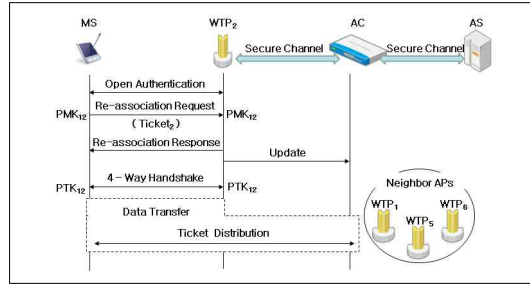 MS WTP₂ AC AS
Secure Channel Secure Channel
Open Authentication
Re-association Request
PMK₁₂ PMK₁₂
( Ticket₂ )
Re-association Response
Update
4 - Way Handshake
PTK₁₂ PTK₁₂
Neighbor APs
Data Transfer
WTP₁ WTP₆
WTP₅
Ticket Distribution